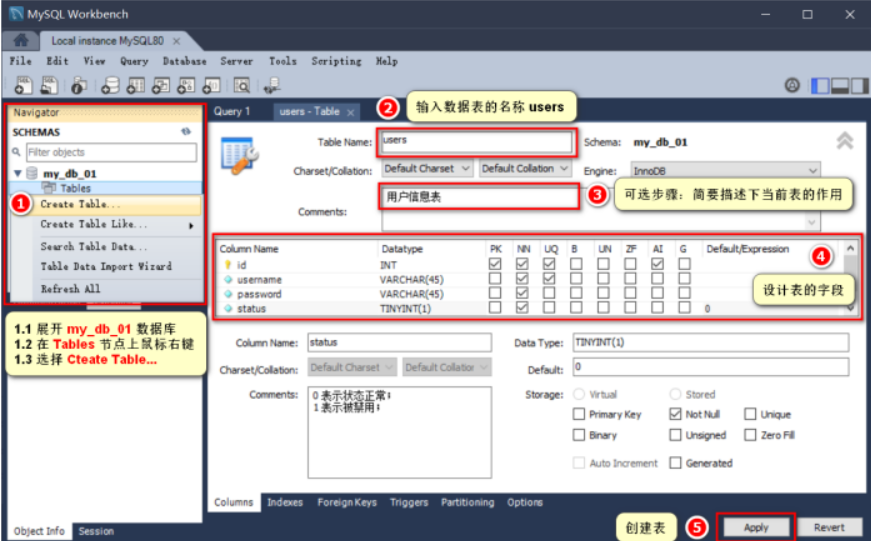 MySQL Workbench
Local instance MySQL80
File Edit View Query Database Server Tools Scripting Help
Navigator
SCHEMAS
Filter objects
my_db_01
Tables
1 Create Table...
Create Table Like...
Search Table Data...
Table Data Import Wizard
Refresh All
1.1 展开 my_db_01 数据库
1.2 在 Tables 节点上鼠标右键
1.3 选择 Cteate Table...
Object Info Session
Query 1 users - Table
2 输入数据表的名称 users
Table Name: users Schema: my_db_01
Charset/Collation: Default Charset Default Collation Engine: InnoDB
Comments: 用户信息表
3 可选步骤：简要描述下当前表的作用
Column Name Datatype PK NN UQ B UN ZF AI G Default/Expression
id INT
username VARCHAR(45)
password VARCHAR(45)
status TINYINT(1) 0
4
设计表的字段
Column Name: status Data Type: TINYINT(1)
Charset/Collation: Default Charset Default Collation Default: 0
Comments: 0 表示状态正常；
1 表示被禁用；
Storage: Virtual Stored
Primary Key Not Null Unique
Binary Unsigned Zero Fill
Auto Increment Generated
Columns Indexes Foreign Keys Triggers Partitioning Options
创建表 5 Apply Revert